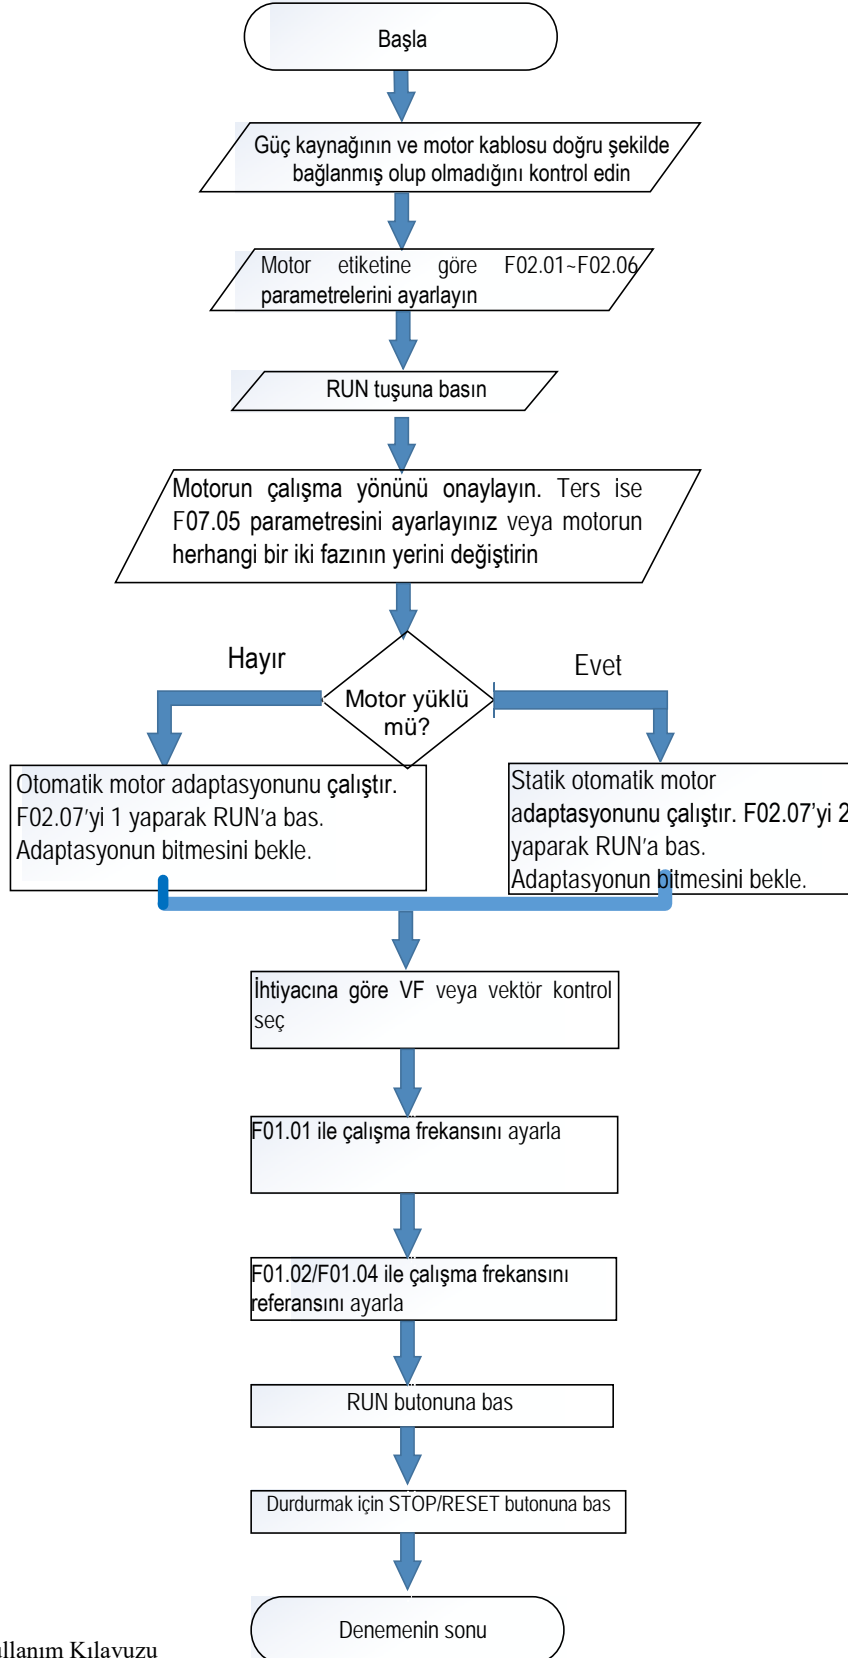 Başla
Güç kaynağının ve motor kablosu doğru şekilde
bağlanmış olup olmadığını kontrol edin
Motor etiketine göre F02.01~F02.06
parametrelerini ayarlayın
RUN tuşuna basın
Motorun çalışma yönünü onaylayın. Ters ise
F07.05 parametresini ayarlayınız veya motorun
herhangi bir iki fazının yerini değiştirin
Hayır
Evet
Motor yüklü
mü?
Otomatik motor adaptasyonunu çalıştır.
F02.07'yi 1 yaparak RUN'a bas.
Adaptasyonun bitmesini bekle.
Statik otomatik motor
adaptasyonunu çalıştır. F02.07'yi 2
yaparak RUN'a bas.
Adaptasyonun bitmesini bekle.
İhtiyacına göre VF veya vektör kontrol
seç
F01.01 ile çalışma frekansını ayarla
F01.02/F01.04 ile çalışma frekansını
referansını ayarla
RUN butonuna bas
Durdurmak için STOP/RESET butonuna bas
Denemenin sonu
ullanım Kılavuzu